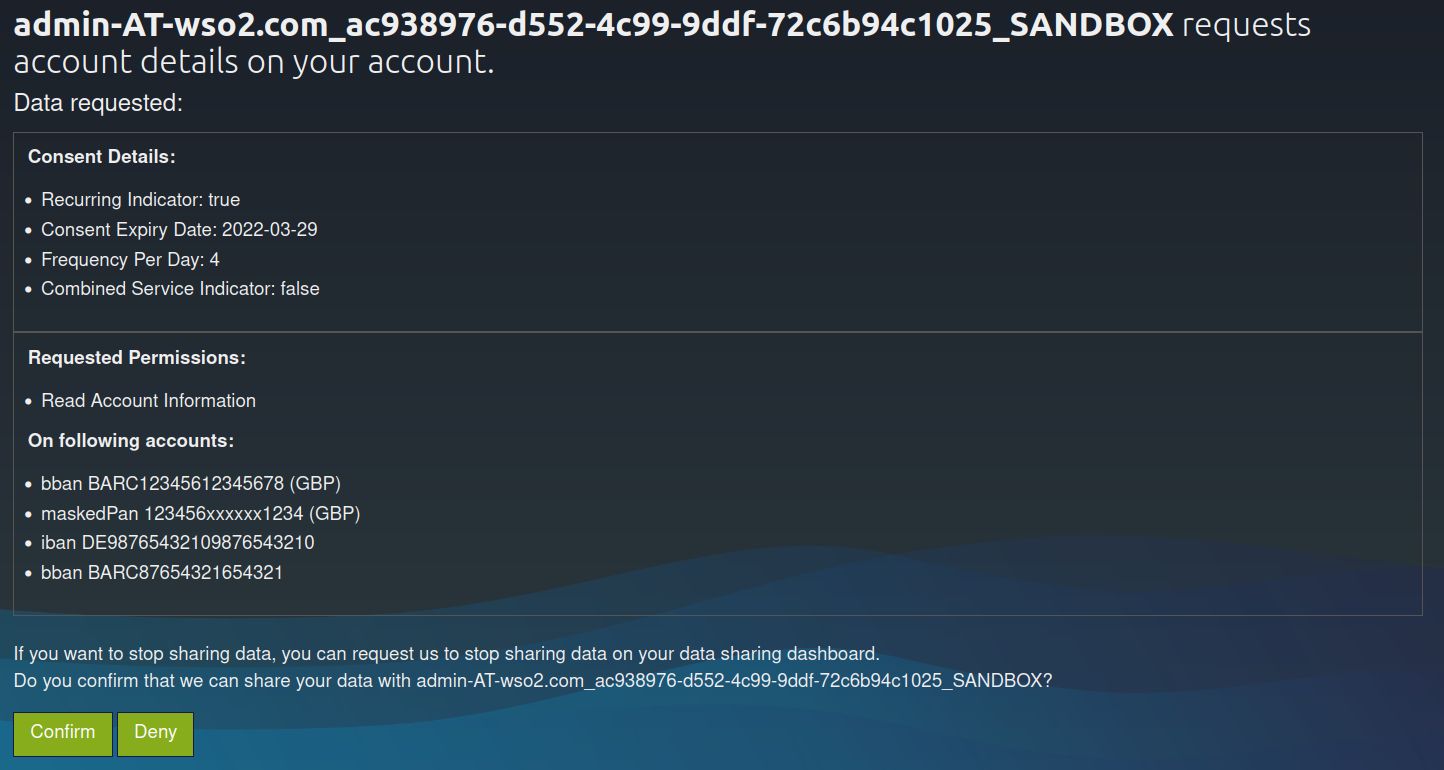 admin-AT-wso2.com_ac938976-d552-4c99-9ddf-72c6b94c1025_SANDBOX requests
account details on your account.
Data requested:
Consent Details:
• Recurring Indicator: true
• Consent Expiry Date: 2022-03-29
• Frequency Per Day: 4
• Combined Service Indicator: false
Requested Permissions:
• Read Account Information
On following accounts:
• bban BARC12345612345678 (GBP)
• maskedPan 123456xxxxxx1234 (GBP)
• iban DE98765432109876543210
• bban BARC87654321654321
If you want to stop sharing data, you can request us to stop sharing data on your data sharing dashboard.
Do you confirm that we can share your data with admin-AT-wso2.com_ac938976-d552-4c99-9ddf-72c6b94c1025_SANDBOX?
Confirm Deny